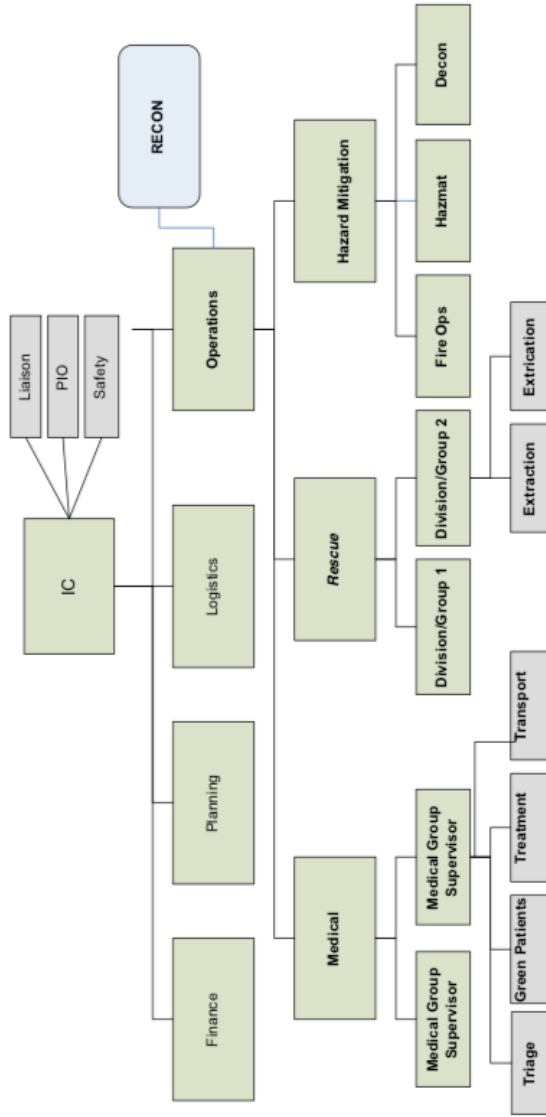 IC
Liaison
PIO
Safety
Finance
Planning
Logistics
Operations
RECON
Medical
Rescue
Hazard Mitigation
Medical Group
Supervisor
Medical Group
Supervisor
Division/Group 1
Division/Group 2
Fire Ops
Hazmat
Decon
Triage
Green Patients
Treatment
Transport
Extraction
Extrication